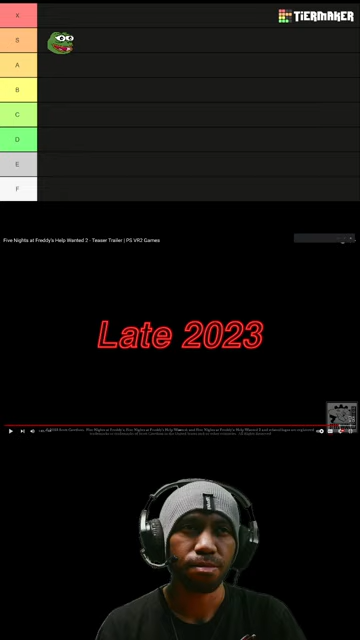 X
TiERMAKER
S
A
B
C
D
E
F
Five Nights at Freddy's Help Wanted 2 - Teaser Trailer | PS VR2 Games
Late 2023